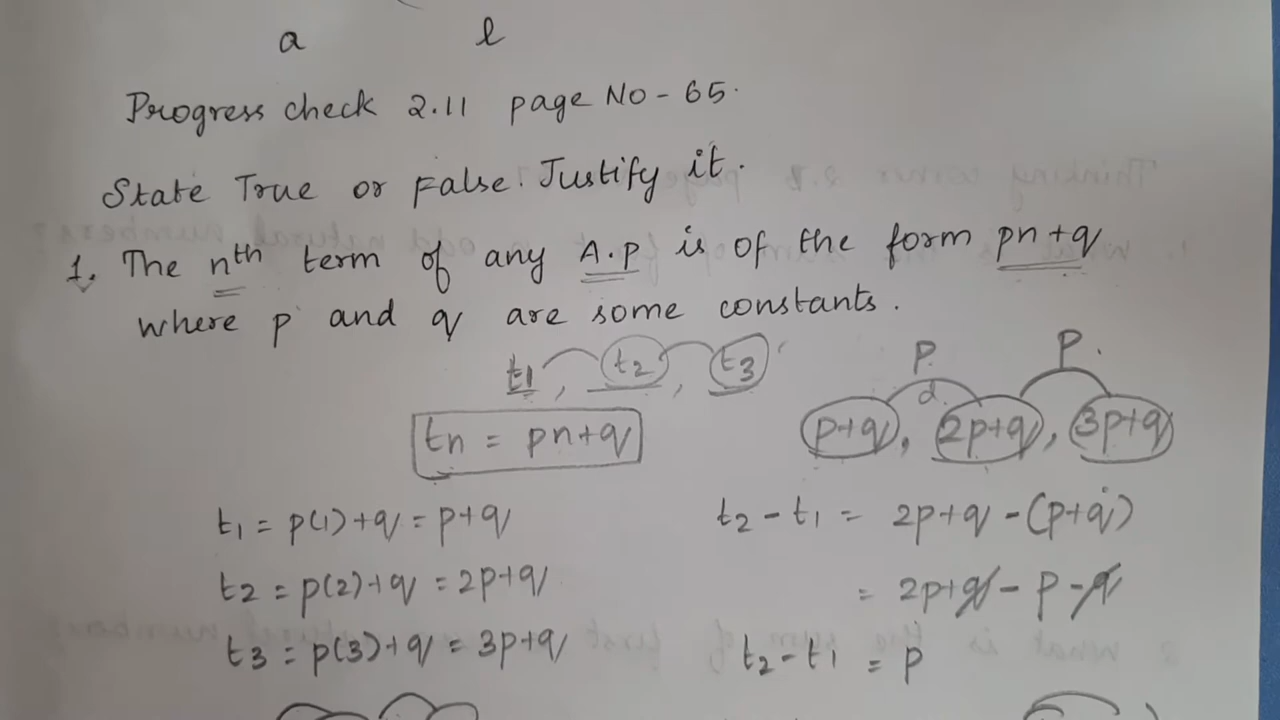 a l
Progress check 2.11 page No - 65.
State True or False. Justify it.
1. The nth term of any A.P is of the form pn+q
where p and q are some constants.
t1, t2, t3
P P.
d.
tn = pn+q
p+q, 2p+q, 3p+q
t1 = p(1)+q = p+q
t2 - t1 = 2p+q - (p+q)
t2 = p(2)+q = 2p+q
= 2p+q - p - q
t3 = p(3)+q = 3p+q
t2 - t1 = p